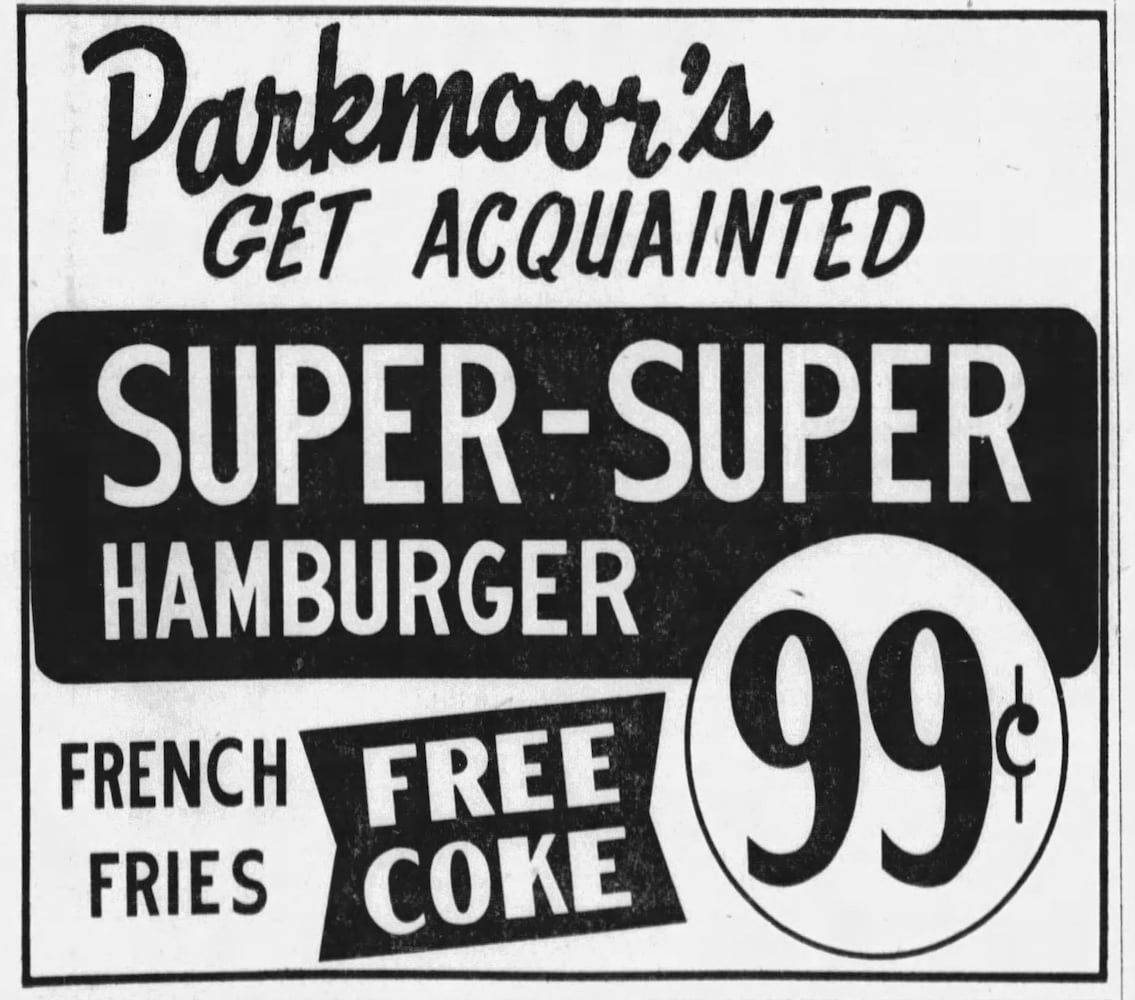 Parkmoor's
GET ACQUAINTED
SUPER-SUPER
HAMBURGER
99¢
FRENCH
FRIES
FREE
COKE